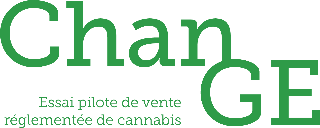 ChanGE
Essai pilote de vente
réglementée de cannabis